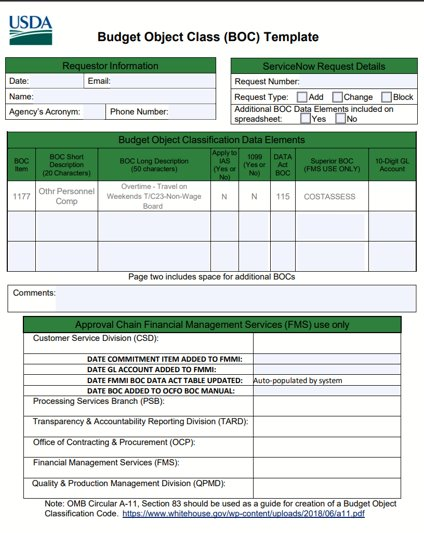 USDA
Budget Object Class (BOC) Template
Requestor Information
Date: Email:
Name:
Agency's Acronym: Phone Number:
ServiceNow Request Details
Request Number:
Request Type: Add Change Block
Additional BOC Data Elements included on
spreadsheet: Yes No
Budget Object Classification Data Elements
BOC
Item
BOC Short
Description
(20 Characters)
BOC Long Description
(50 characters)
Apply to
IAS
(Yes or
No)
1099
(Yes or
No)
DATA
Act
BOC
Superior BOC
(FMS USE ONLY)
10-Digit GL
Account
1177
Othr Personnel
Comp
Overtime - Travel on
Weekends T/C23-Non-Wage
Board
N
N
115
COSTASSESS
Page two includes space for additional BOCs
Comments:
Approval Chain Financial Management Services (FMS) use only
Customer Service Division (CSD):
DATE COMMITMENT ITEM ADDED TO FMMI:
DATE GL ACCOUNT ADDED TO FMMI:
DATE FMMI BOC DATA ACT TABLE UPDATED: Auto-populated by system
DATE BOC ADDED TO OCFO BOC MANUAL:
Processing Services Branch (PSB):
Transparency & Accountability Reporting Division (TARD):
Office of Contracting & Procurement (OCP):
Financial Management Services (FMS):
Quality & Production Management Division (QPMD):
Note: OMB Circular A-11, Section 83 should be used as a guide for creation of a Budget Object
Classification Code. https://www.whitehouse.gov/wp-content/uploads/2018/06/a11.pdf